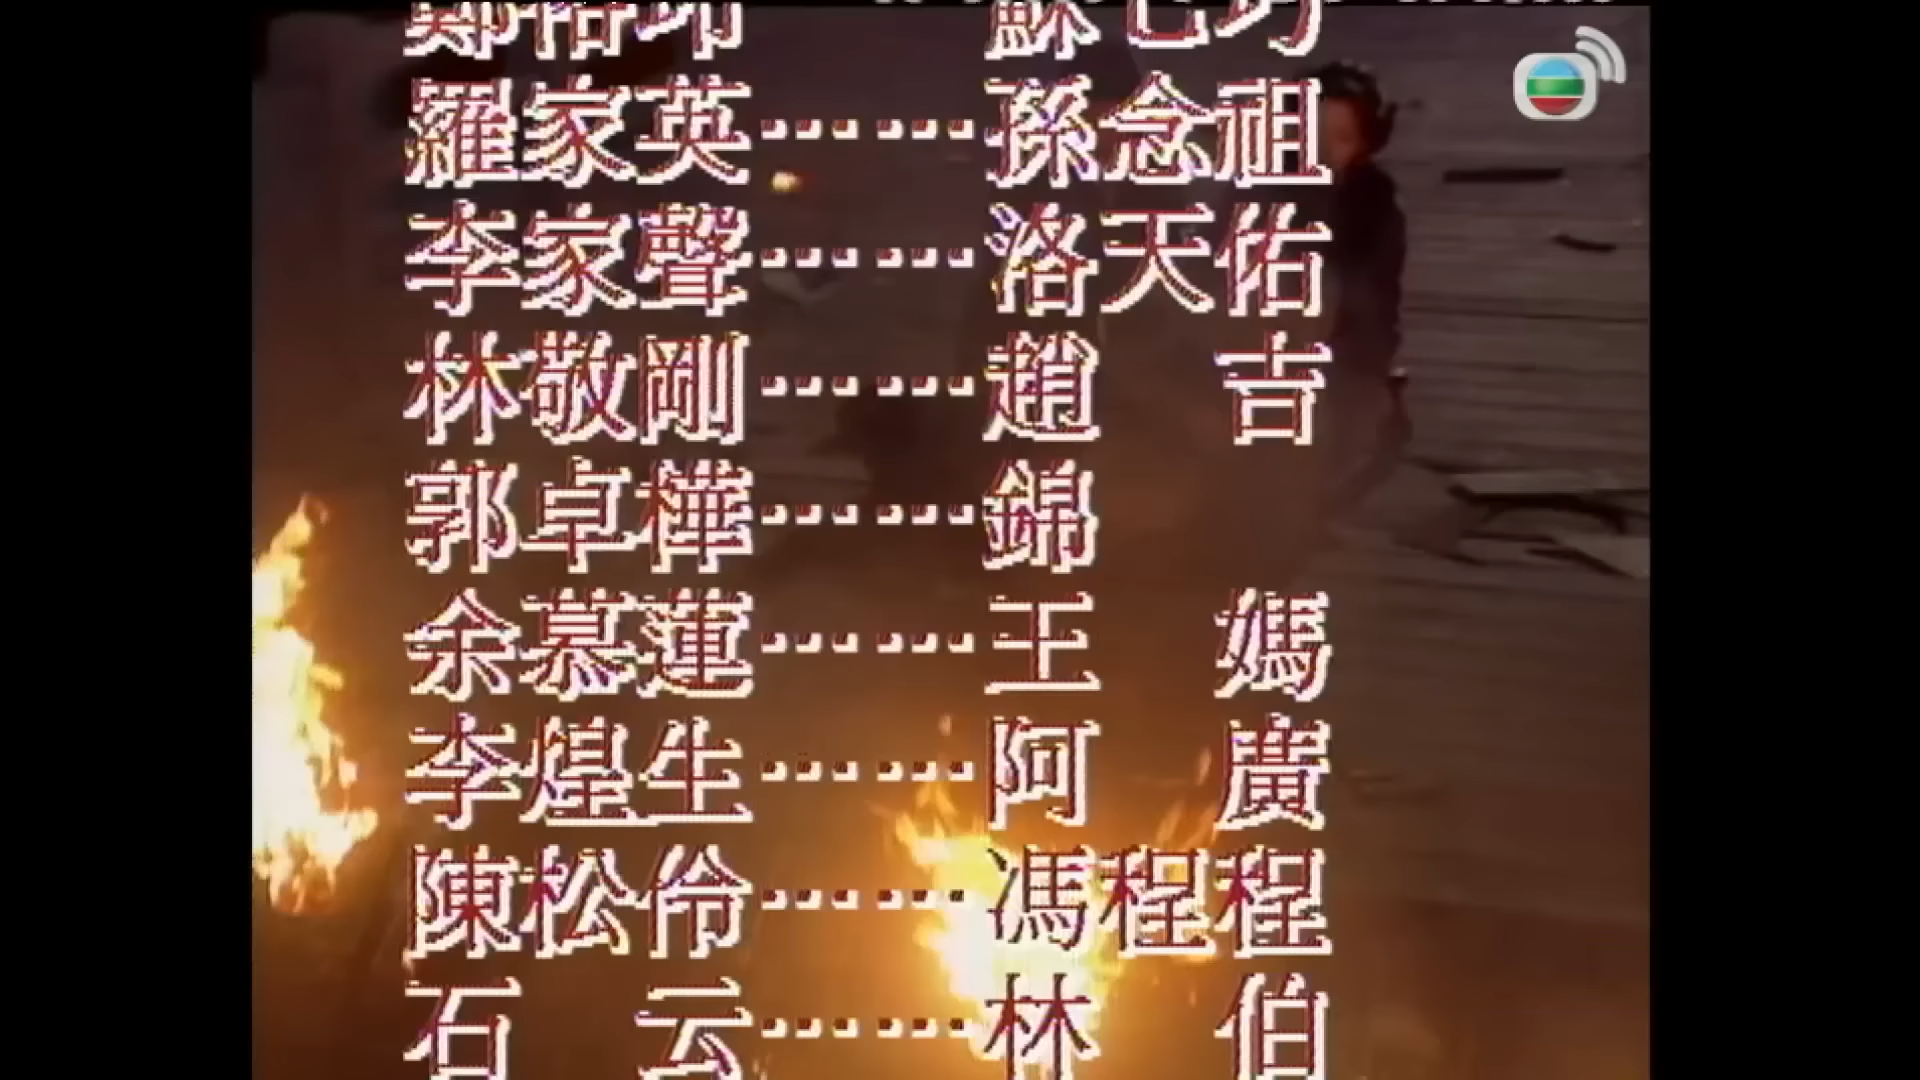 羅家英⋯⋯孫念祖
李家聲⋯⋯洛天佑
林敬剛⋯⋯趙　吉
郭卓樺⋯⋯錦
余慕蓮⋯⋯王　媽
李煌生⋯⋯阿　廣
陳松伶⋯⋯馮程程
石　云⋯⋯林　伯